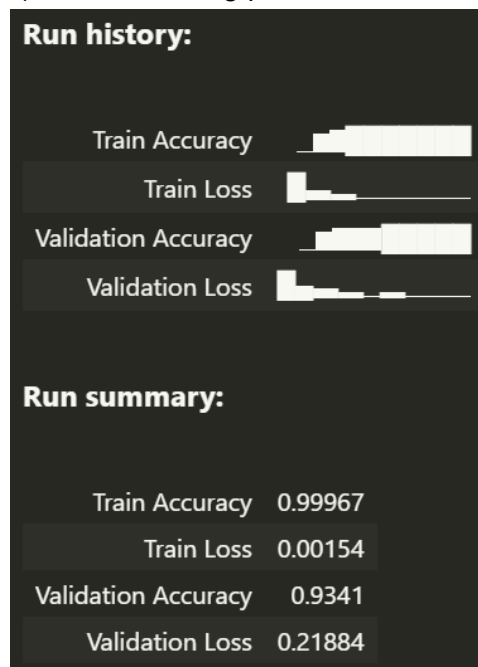 Run history:
Train Accuracy
Train Loss
Validation Accuracy
Validation Loss
Run summary:
Train Accuracy 0.99967
Train Loss 0.00154
Validation Accuracy 0.9341
Validation Loss 0.21884